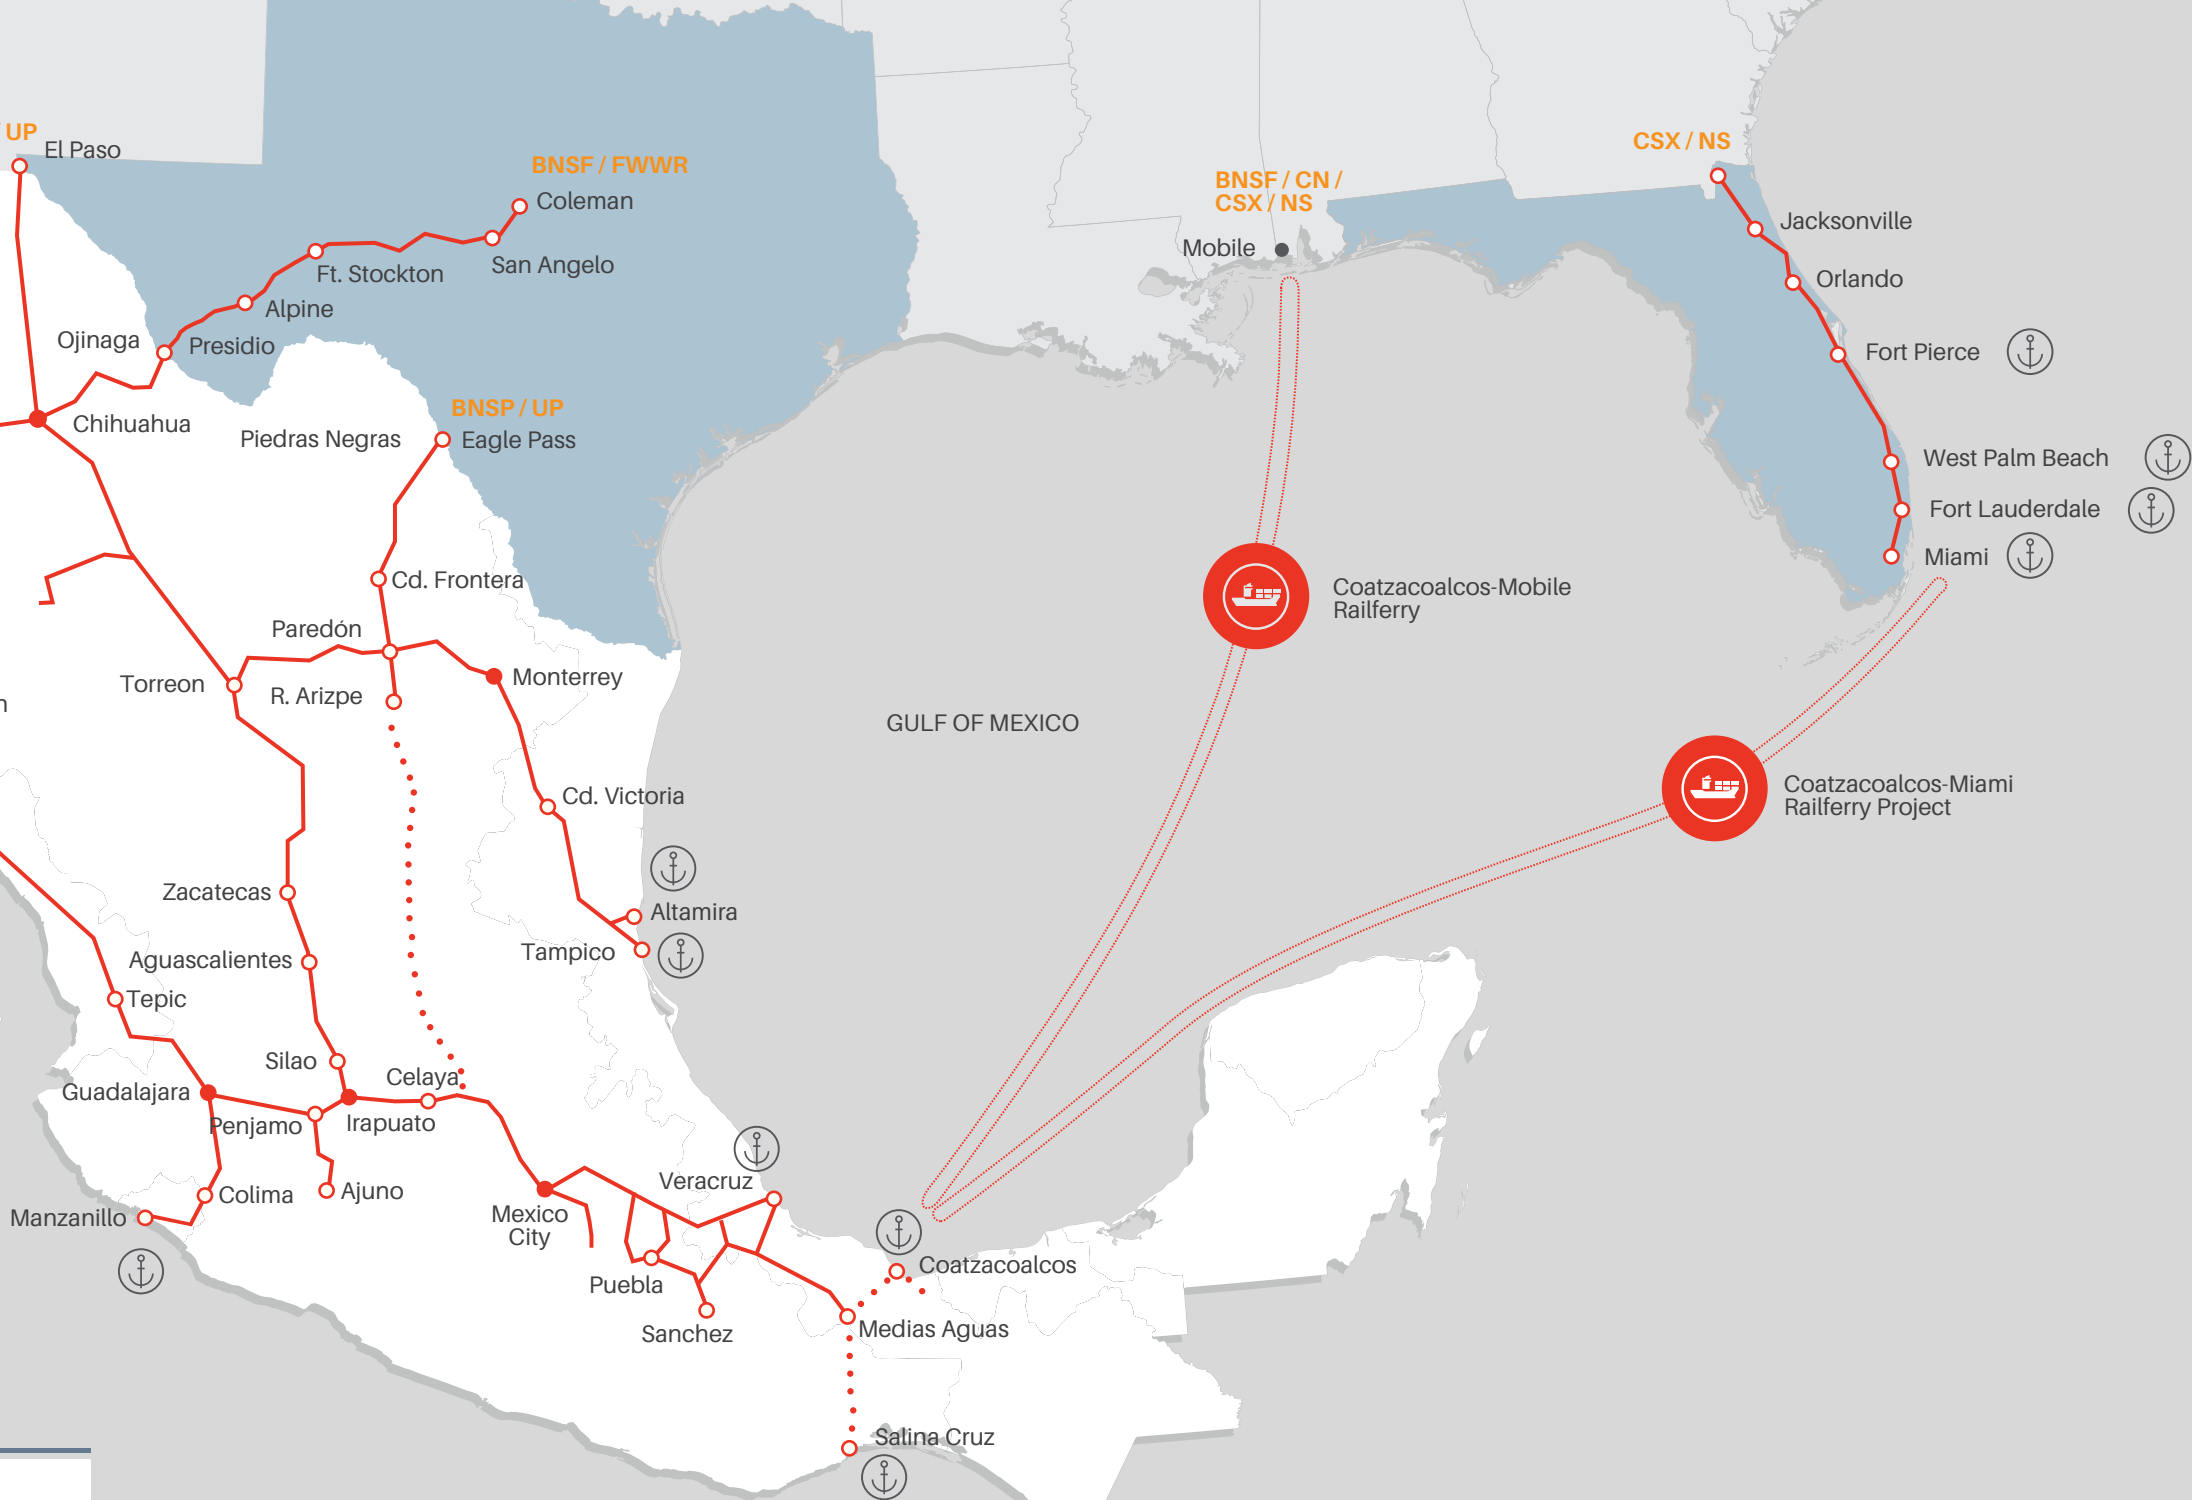 UP
El Paso
BNSF / FWWR
Coleman
San Angelo
Ft. Stockton
Alpine
Ojinaga
Presidio
Chihuahua
BNSP / UP
Piedras Negras
Eagle Pass
Cd. Frontera
Paredón
Torreon
R. Arizpe
Monterrey
Cd. Victoria
Altamira
Tampico
Zacatecas
Aguascalientes
Tepic
Silao
Celaya
Guadalajara
Penjamo
Irapuato
Colima
Ajuno
Manzanillo
Mexico
City
Veracruz
Puebla
Sanchez
Coatzacoalcos
Medias Aguas
Salina Cruz
GULF OF MEXICO
BNSF / CN /
CSX / NS
Mobile
Coatzacoalcos-Mobile
Railferry
CSX / NS
Jacksonville
Orlando
Fort Pierce
West Palm Beach
Fort Lauderdale
Miami
Coatzacoalcos-Miami
Railferry Project